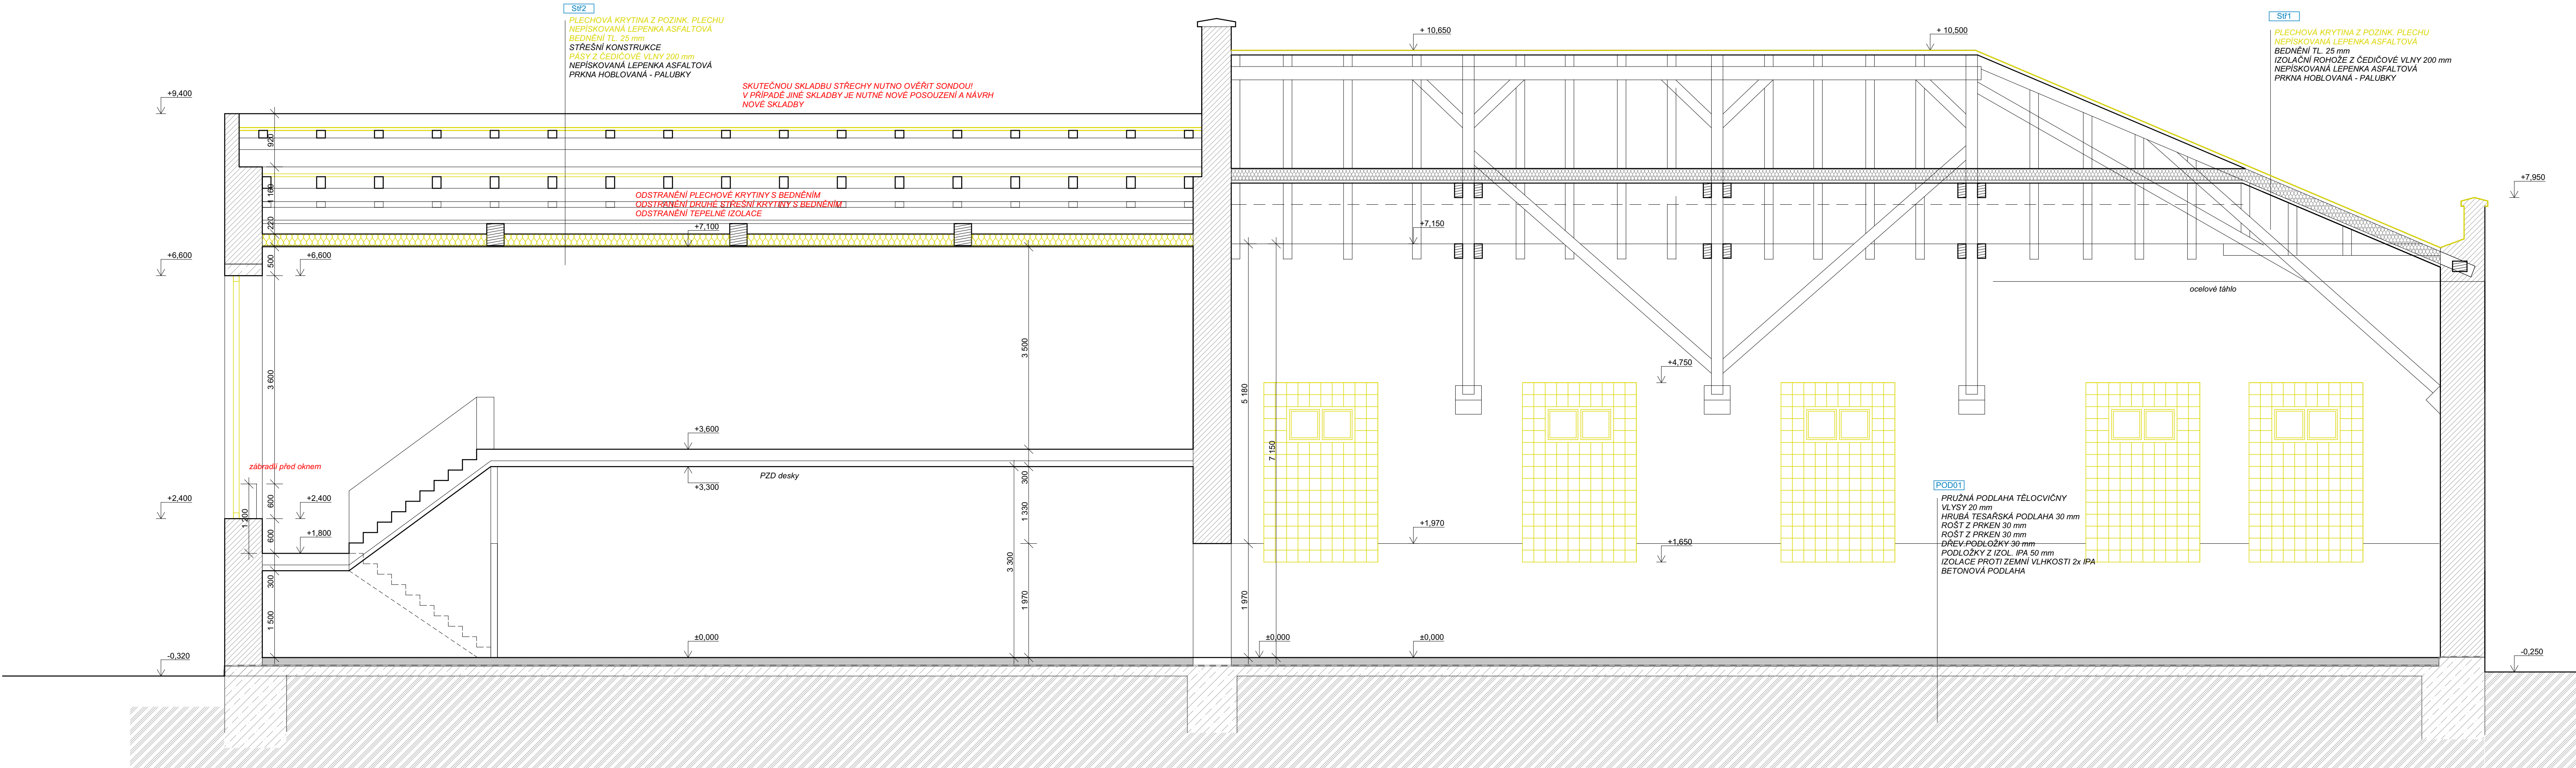 Stř2
PLECHOVÁ KRYTINA Z POZINK. PLECHU
NEPÍSKOVANÁ LEPENKA ASFALTOVÁ
BEDNĚNÍ TL. 25 mm
STŘEŠNÍ KONSTRUKCE
PÁSY Z ČEDIČOVÉ VLNY 200 mm
NEPÍSKOVANÁ LEPENKA ASFALTOVÁ
PRKNA HOBLOVANÁ - PALUBKY
SKUTEČNOU SKLADBU STŘECHY NUTNO OVĚŘIT SONDOU!
V PŘÍPADĚ JINÉ SKLADBY JE NUTNÉ NOVÉ POSOUZENÍ A NÁVRH
NOVÉ SKLADBY
Stř1
PLECHOVÁ KRYTINA Z POZINK. PLECHU
NEPÍSKOVANÁ LEPENKA ASFALTOVÁ
BEDNĚNÍ TL. 25 mm
IZOLAČNÍ ROHOŽE Z ČEDIČOVÉ VLNY 200 mm
NEPÍSKOVANÁ LEPENKA ASFALTOVÁ
PRKNA HOBLOVANÁ - PALUBKY
+ 10,650
+ 10,500
+9,400
920
1 160
220
500
3 600
600
600
300
1 500
1 200
ODSTRANĚNÍ PLECHOVÉ KRYTINY S BEDNĚNÍM
ODSTRANĚNÍ DRUHÉ STŘEŠNÍ KRYTINY S BEDNĚNÍM
ODSTRANĚNÍ TEPELNÉ IZOLACE
+7,950
+7,100
+7,150
+6,600
+6,600
ocelové táhlo
3 500
5 180
7 150
+4,750
+3,600
+3,300
PZD desky
zábradlí před oknem
300
1 330
3 300
1 970
1 970
+2,400
+2,400
+1,800
+1,970
+1,650
POD01
PRUŽNÁ PODLAHA TĚLOCVIČNY
VLYSY 20 mm
HRUBÁ TESAŘSKÁ PODLAHA 30 mm
ROŠT Z PRKEN 30 mm
ROŠT Z PRKEN 30 mm
DŘEV.PODLOŽKY 30 mm
PODLOŽKY Z IZOL. IPA 50 mm
IZOLACE PROTI ZEMNÍ VLHKOSTI 2x IPA
BETONOVÁ PODLAHA
±0,000
±0,000
±0,000
-0,320
-0,250